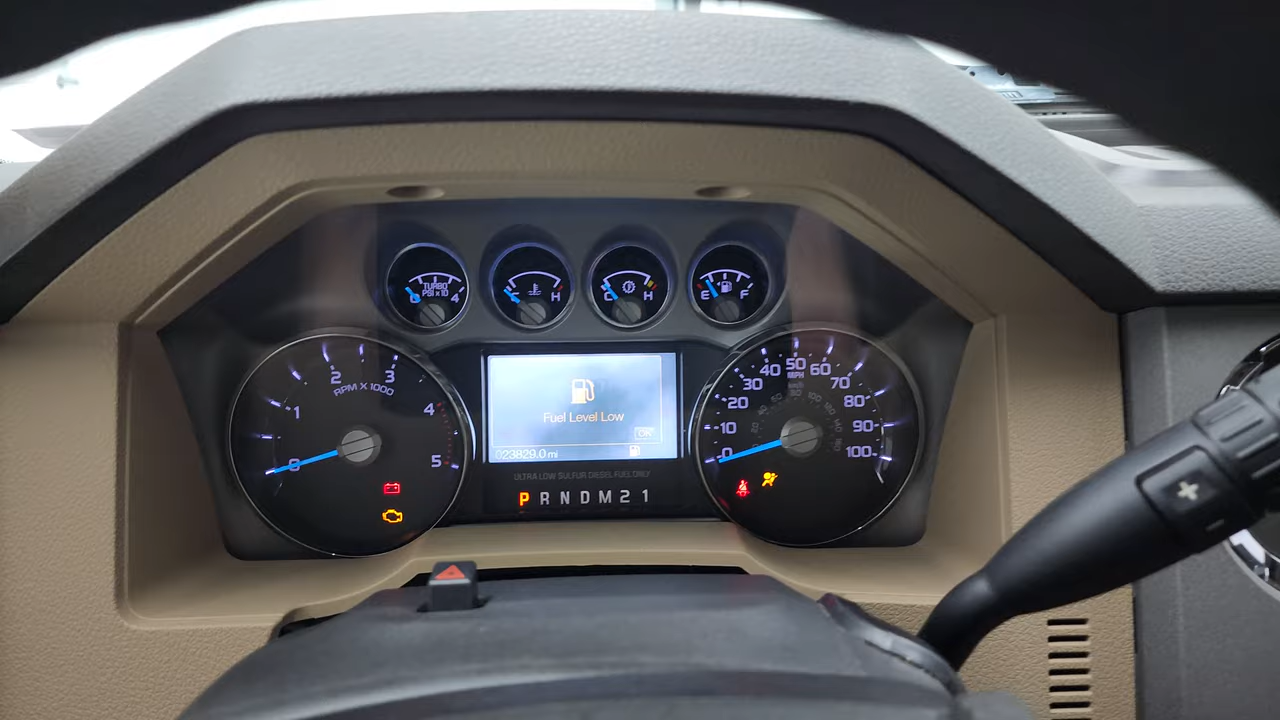 TURBO
PSI x 10
4
H
C H
E F
1 2 3 4 5
RPM X 1000
0
Fuel Level Low
OK
023829.0 mi
ULTRA LOW SULFUR DIESEL FUEL ONLY
P R N D M 2 1
0 10 20 30 40 50 60 70 80 90 100
MPH
km/h
+
-